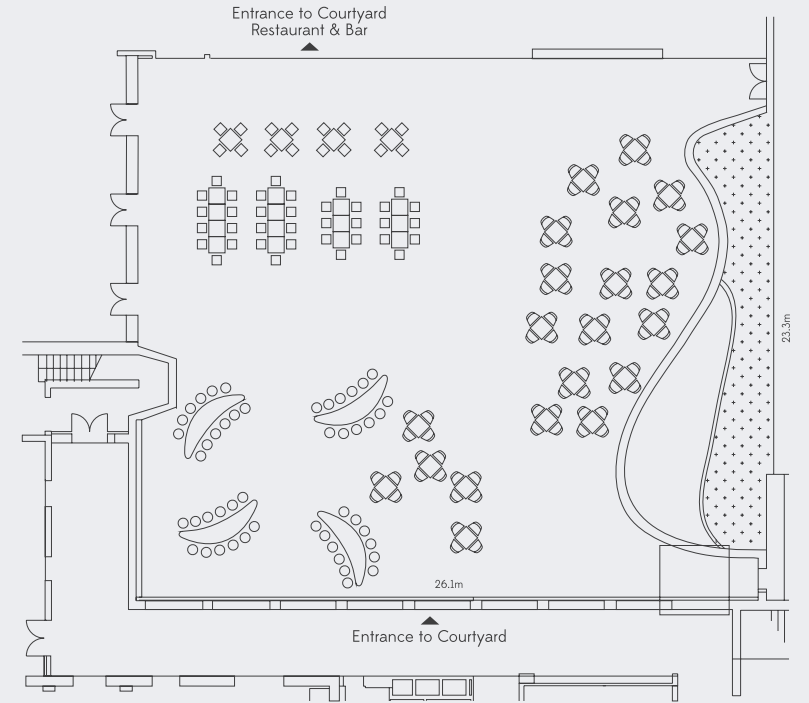 Entrance to Courtyard
Restaurant & Bar
23.3m
26.1m
Entrance to Courtyard